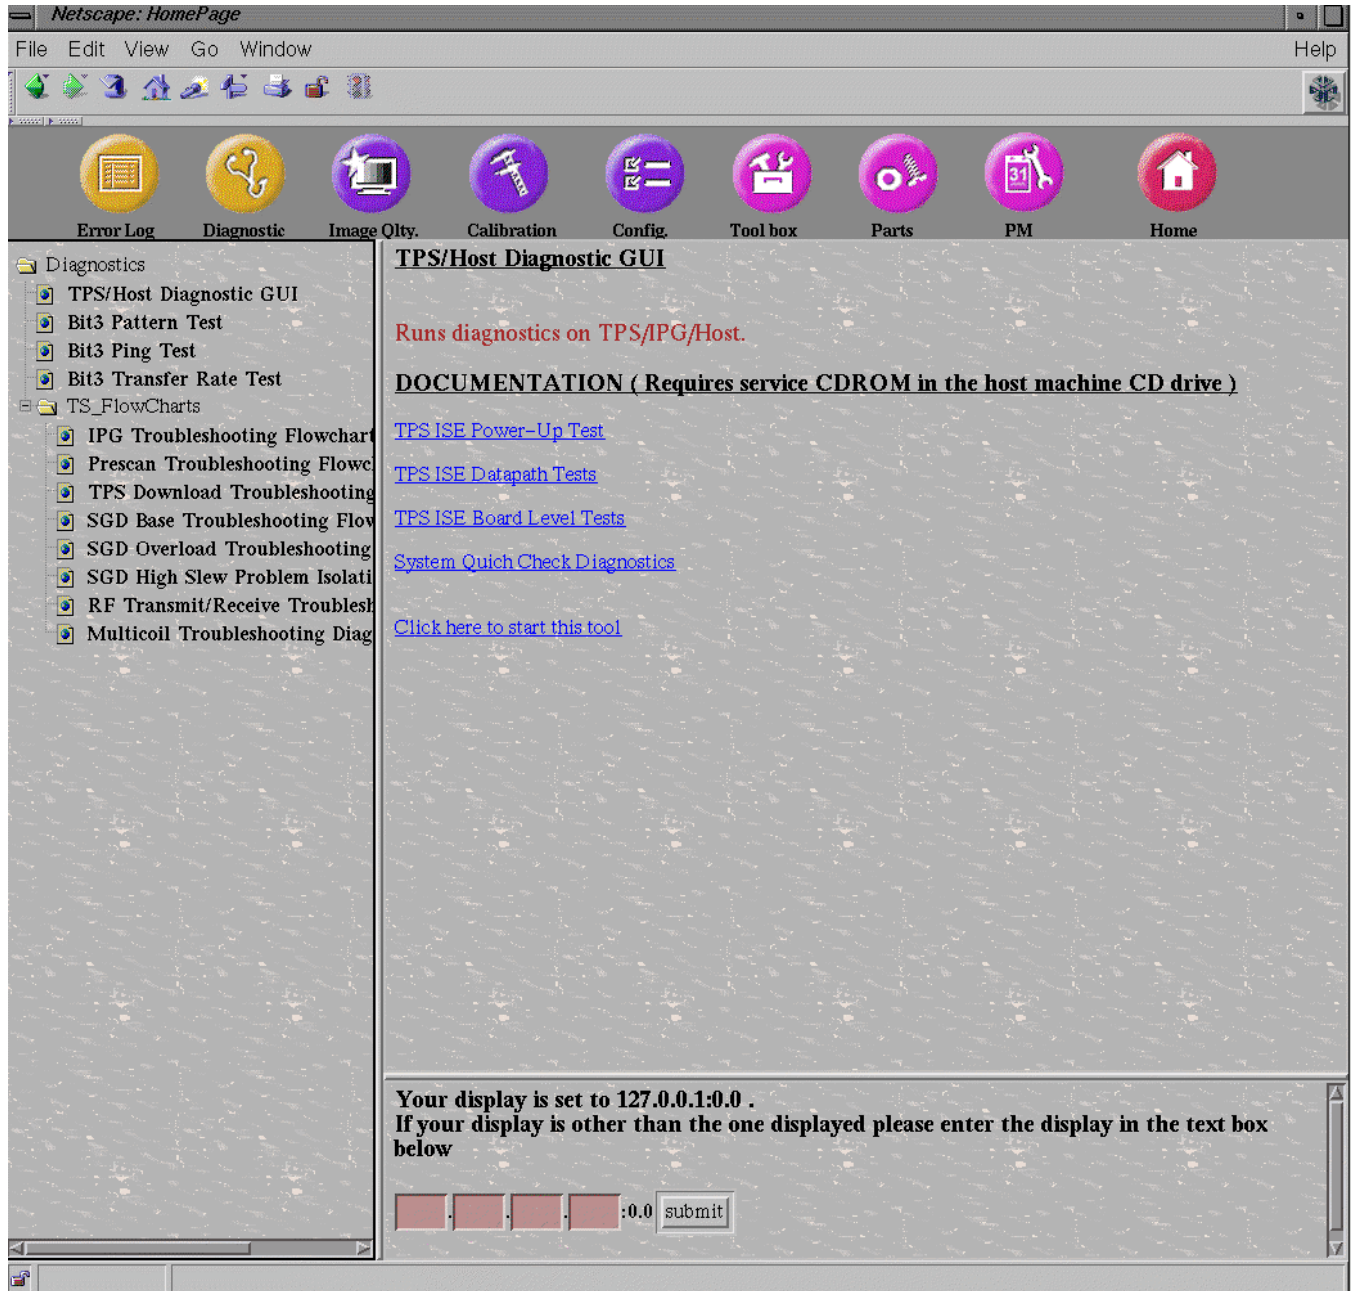 Netscape: HomePage
File Edit View Go Window Help
31
Error Log Diagnostic Image Qlty. Calibration Config. Tool box Parts PM Home
Diagnostics
TPS/Host Diagnostic GUI
Bit3 Pattern Test
Bit3 Ping Test
Bit3 Transfer Rate Test
TS_FlowCharts
IPG Troubleshooting Flowchart
Prescan Troubleshooting Flowc
TPS Download Troubleshooting
SGD Base Troubleshooting Flow
SGD Overload Troubleshooting
SGD High Slew Problem Isolati
RF Transmit/Receive Troublesh
Multicoil Troubleshooting Diag
TPS/Host Diagnostic GUI
Runs diagnostics on TPS/IPG/Host.
DOCUMENTATION ( Requires service CDROM in the host machine CD drive )
TPS ISE Power-Up Test
TPS ISE Datapath Tests
TPS ISE Board Level Tests
System Quich Check Diagnostics
Click here to start this tool
Your display is set to 127.0.0.1:0.0 .
If your display is other than the one displayed please enter the display in the text box
below
. . . :0.0 submit